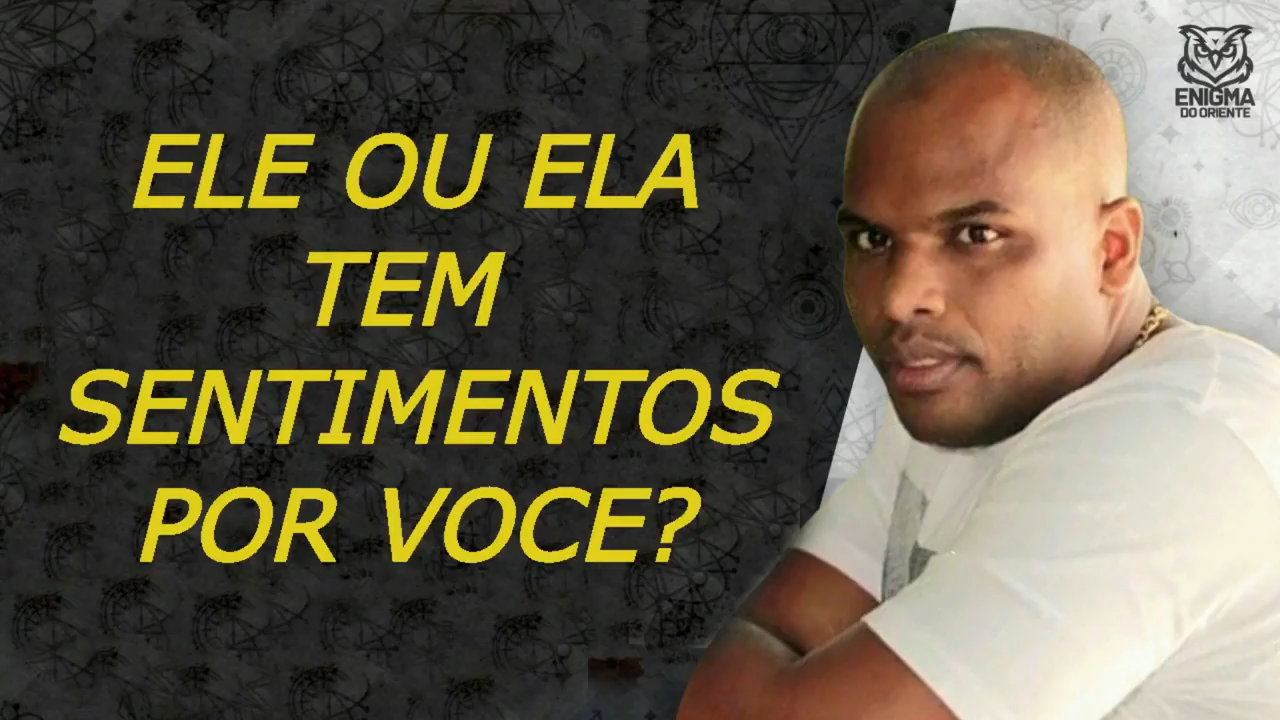 ELE OU ELA
TEM
SENTIMENTOS
POR VOCE?
ENIGMA
DO ORIENTE